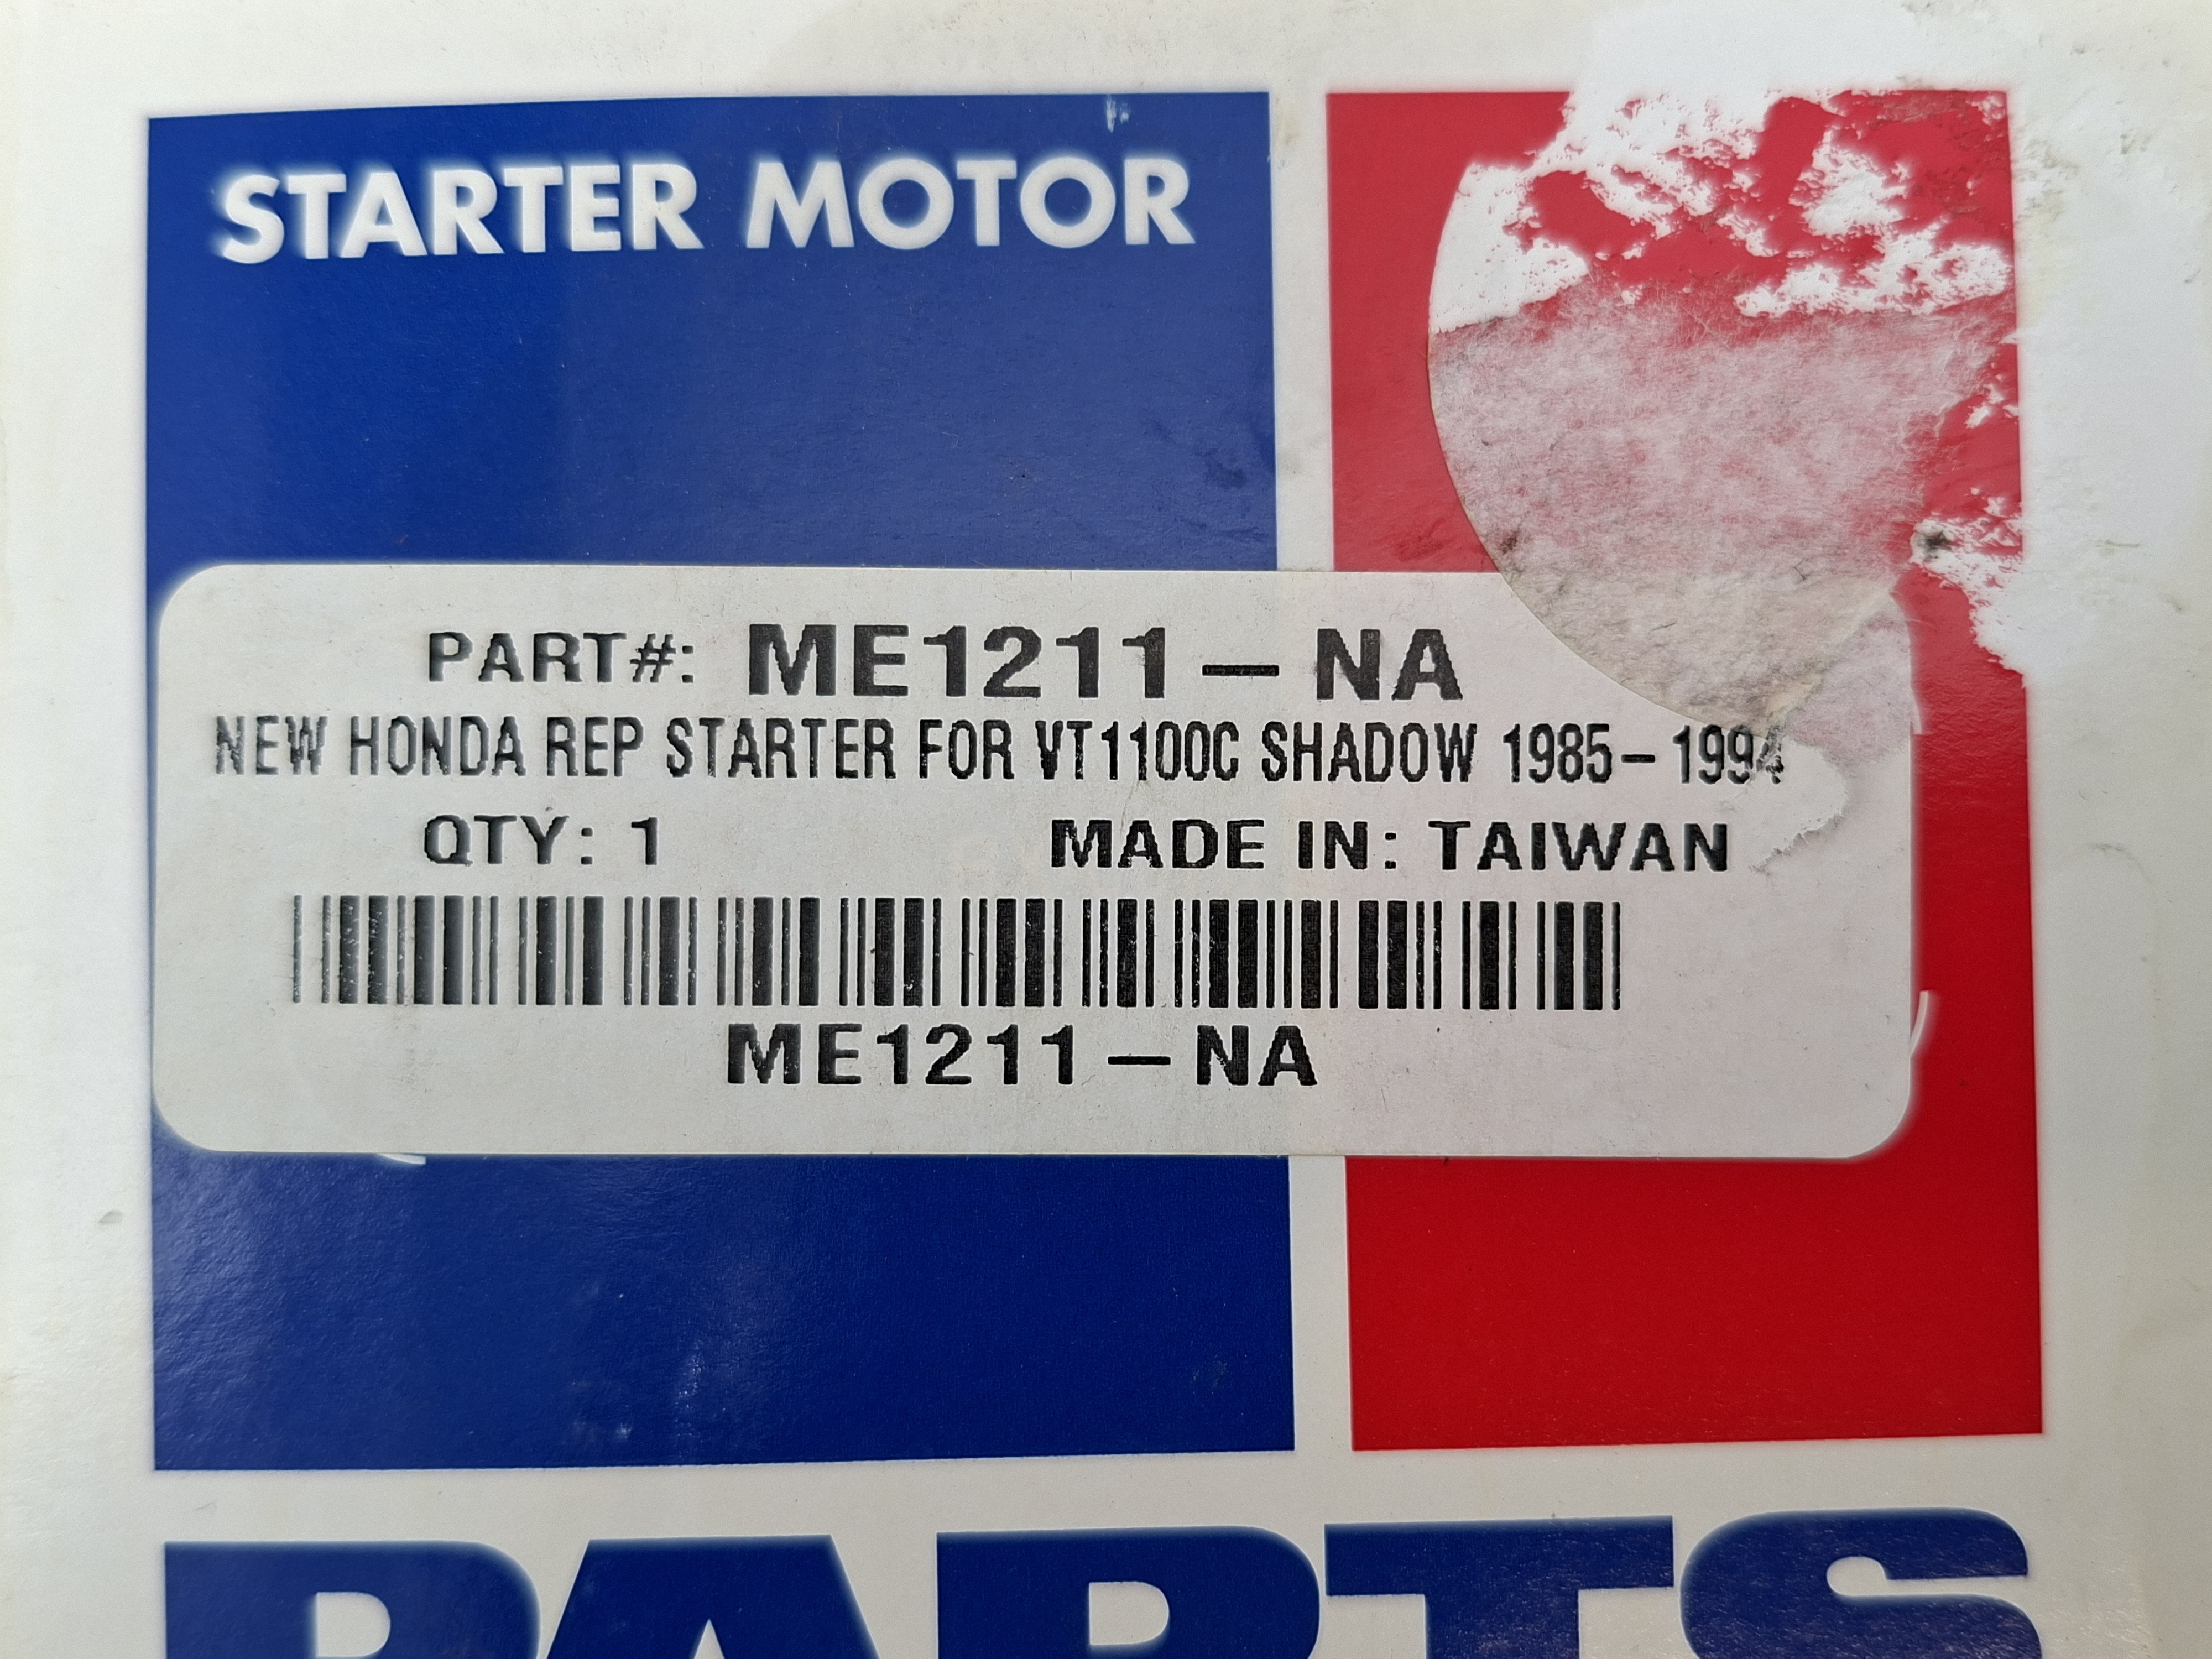 STARTER MOTOR
PART#: ME1211-NA
NEW HONDA REP STARTER FOR VT1100C SHADOW 1985-1994
QTY: 1 MADE IN: TAIWAN
ME1211-NA
PARTS